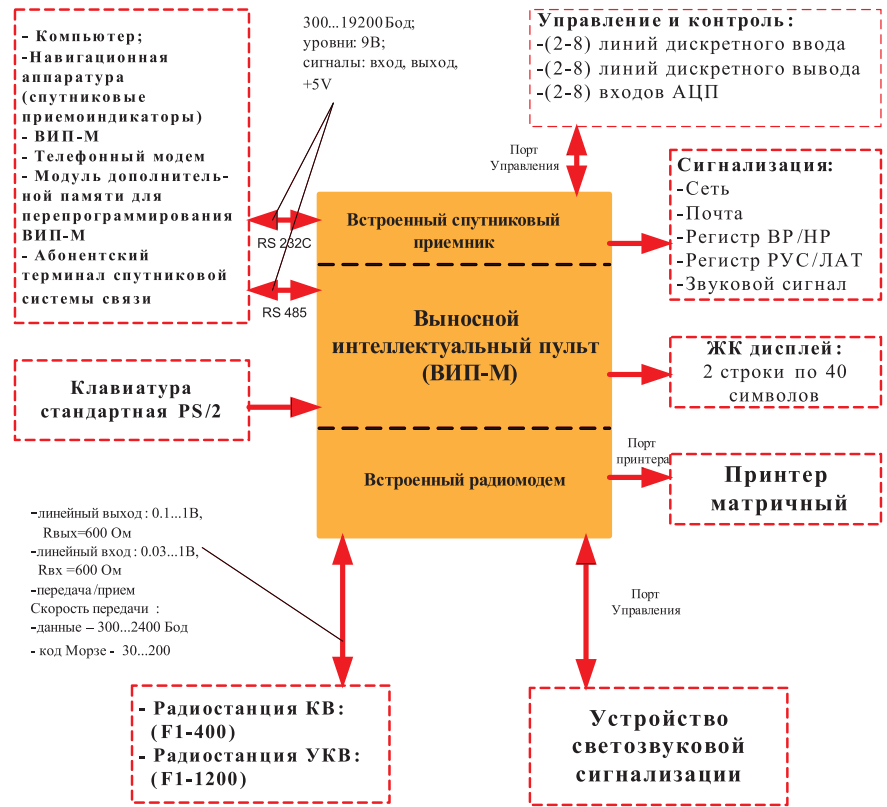 300...19200Бод;
уровни: 9В;
сигналы: вход, выход,
+5V
Управление и контроль:
-(2-8) линий дискретного ввода
-(2-8) линий дискретного вывода
-(2-8) входов АЦП
- Компьютер;
-Навигационная
аппаратура
(спутниковые
приемоиндикаторы)
- ВИП-М
- Телефонный модем
- Модуль дополнитель-
ной памяти для
перепрограммирования
ВИП-М
- Абонентский
терминал спутниковой
системы связи
RS 232C
RS 485
Порт
Управления
Сигнализация:
-Сеть
-Почта
-Регистр ВР/НР
-Регистр РУС/ЛАТ
-Звуковой сигнал
Встроенный спутниковый
приемник
Выносной
интеллектуальный пульт
(ВИП-М)
Встроенный радиомодем
ЖК дисплей:
2 строки по 40
символов
Клавиатура
стандартная PS/2
Порт
принтера
Принтер
матричный
-линейный выход: 0.1...1В,
Rвых=600 Ом
-линейный вход: 0.03...1В,
Rвх =600 Ом
-передача/прием
Скорость передачи :
-данные – 300...2400 Бод
- код Морзе - 30...200
Порт
Управления
- Радиостанция КВ:
(F1-400)
- Радиостанция УКВ:
(F1-1200)
Устройство
светозвуковой
сигнализации